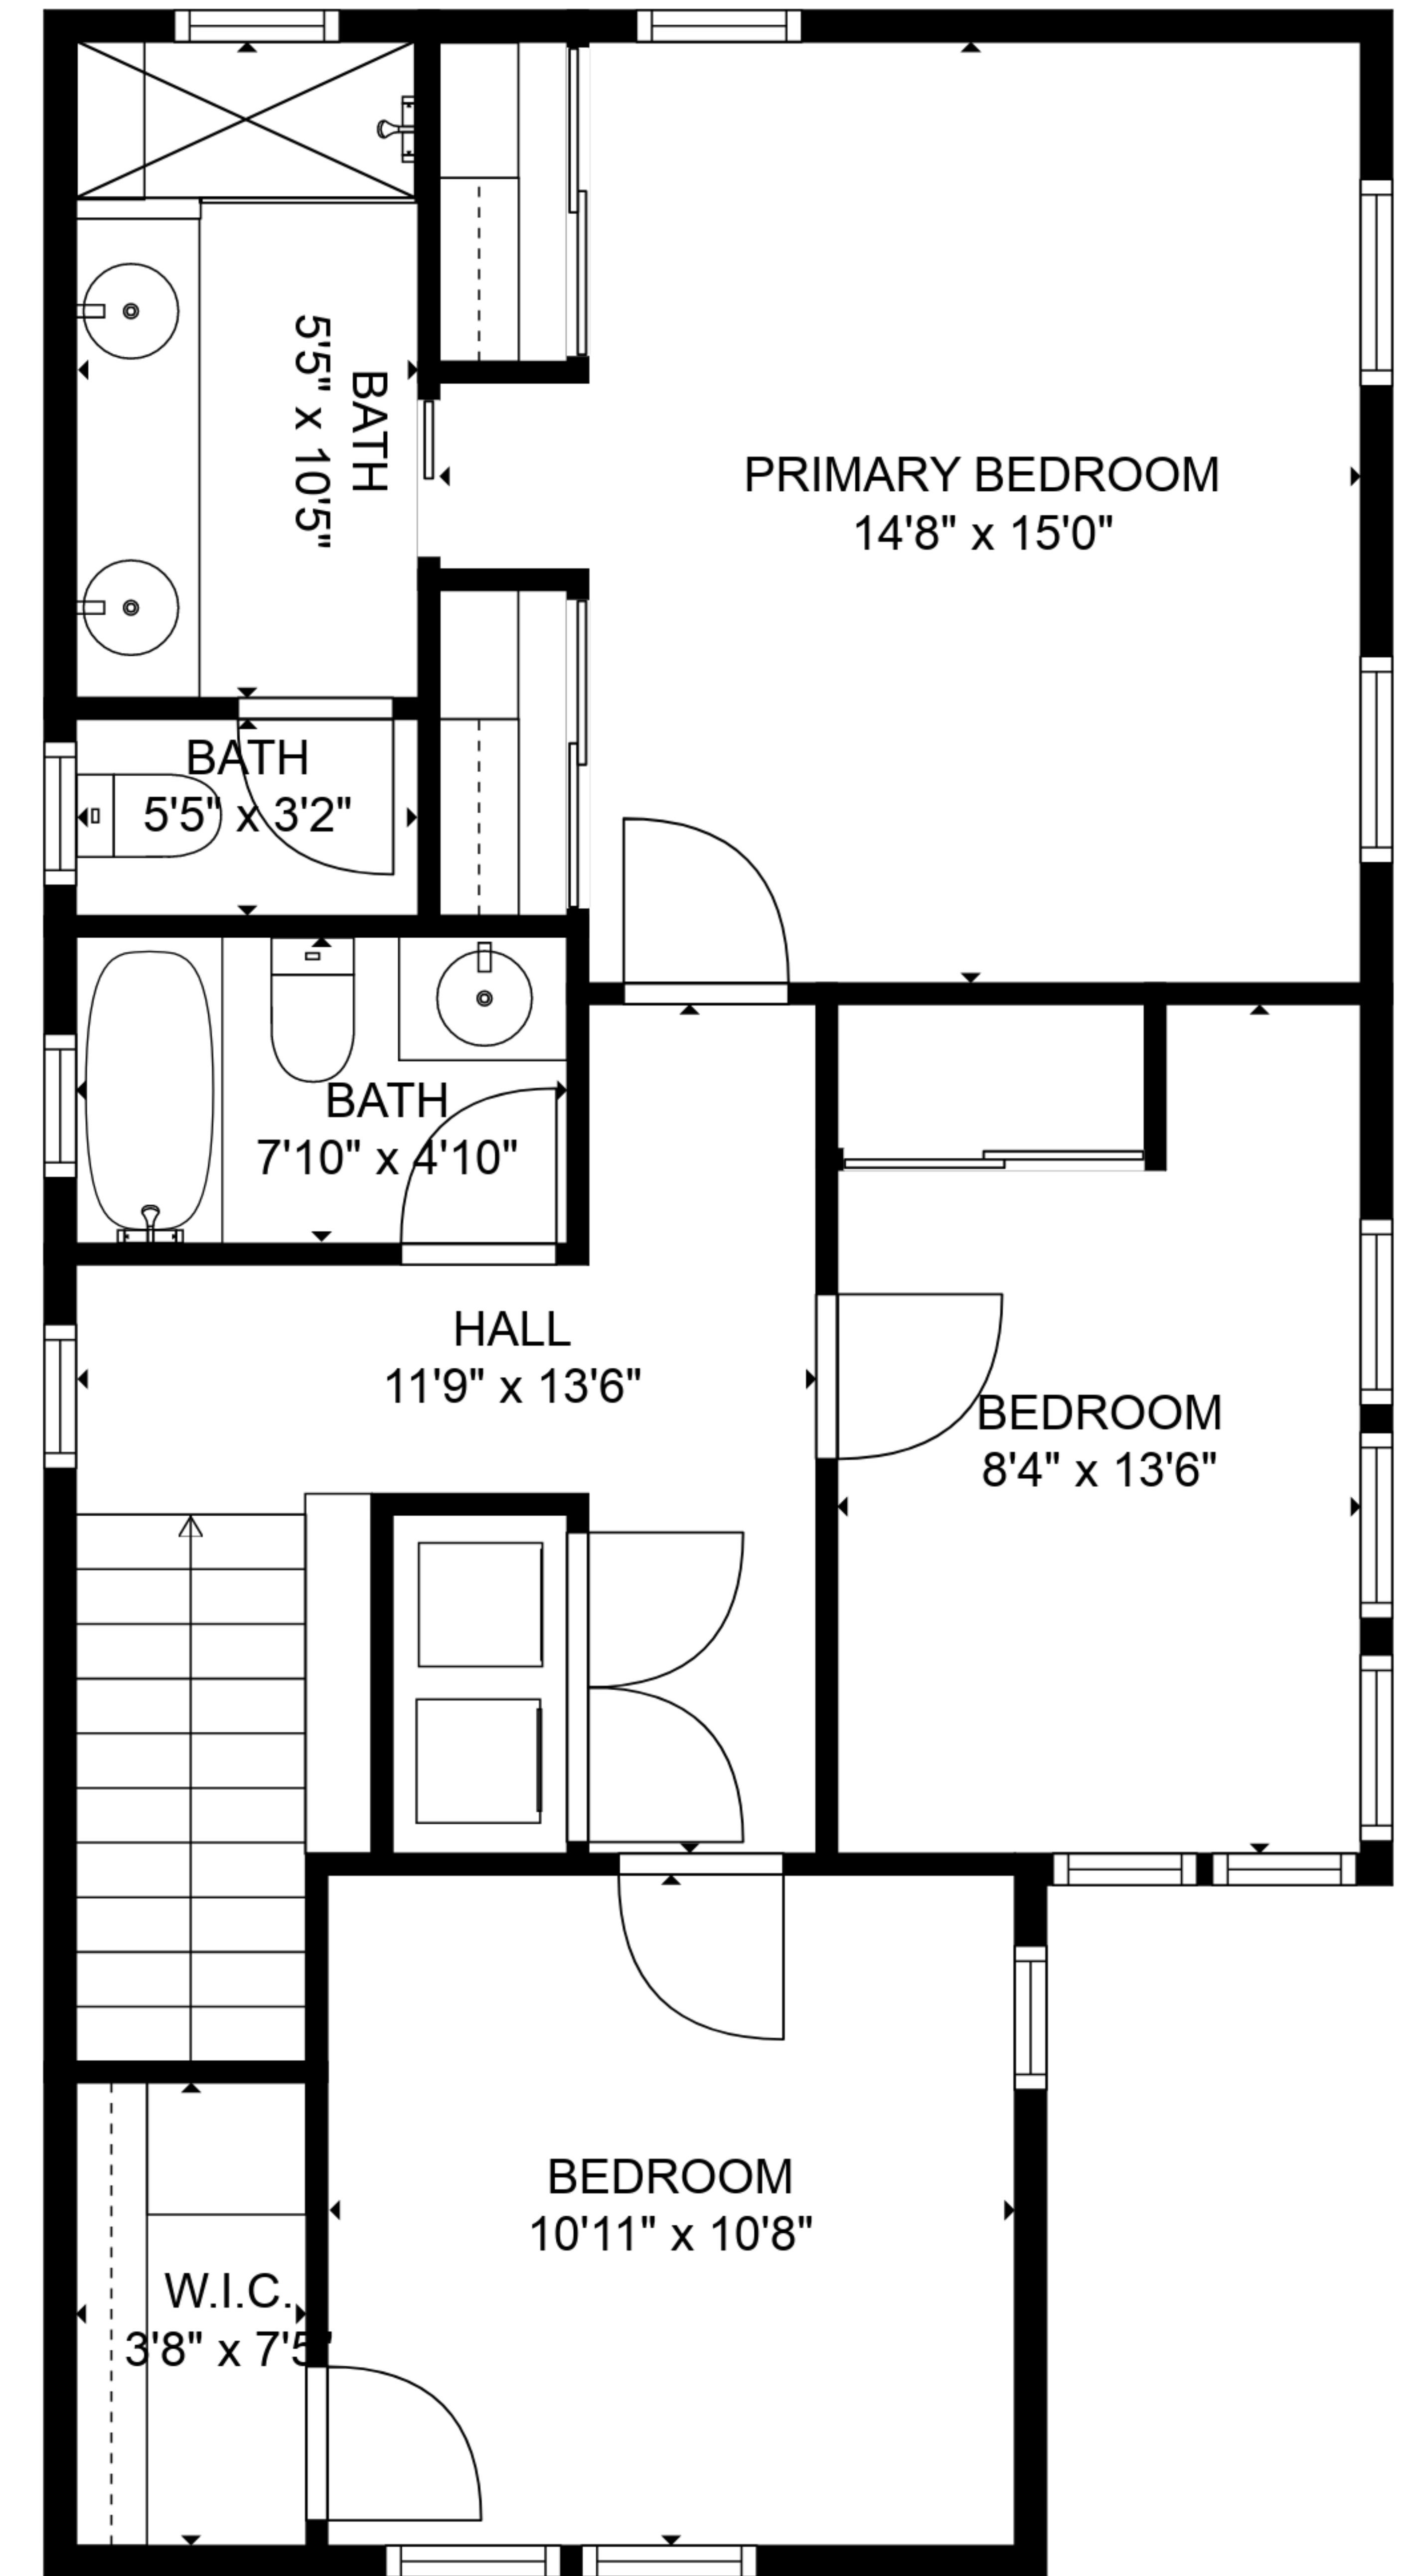 BATH
5'5" x 10'5"
PRIMARY BEDROOM
14'8" x 15'0"
BATH
5'5" x 3'2"
BATH
7'10" x 4'10"
HALL
11'9" x 13'6"
BEDROOM
8'4" x 13'6"
BEDROOM
10'11" x 10'8"
W.I.C.
3'8" x 7'5"